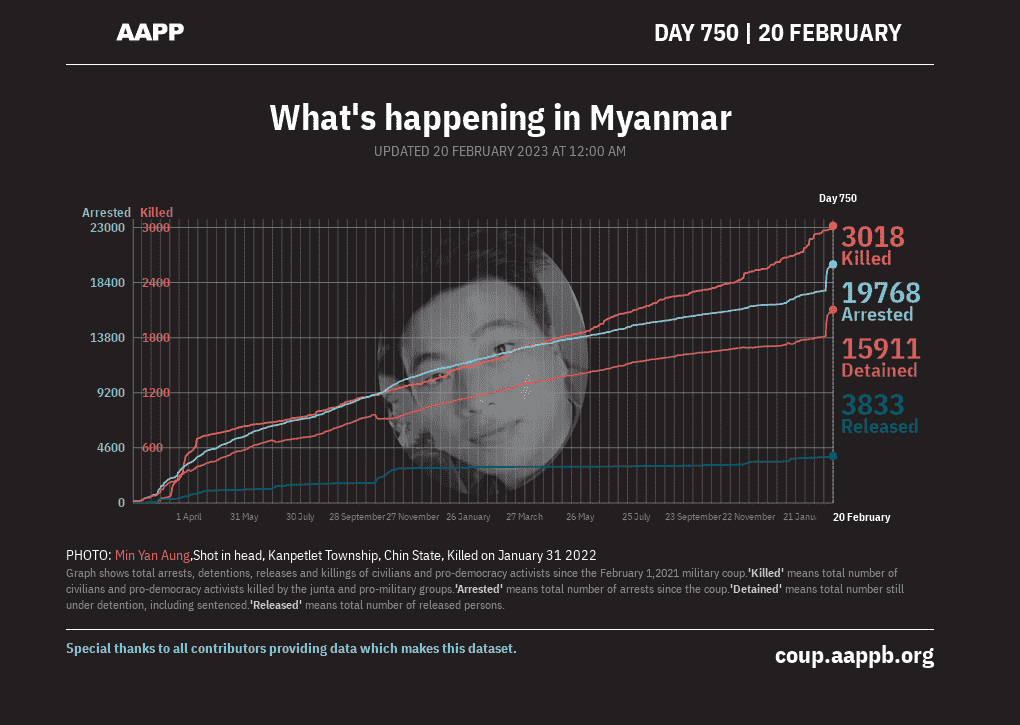 AAPP
DAY 750 | 20 FEBRUARY
What's happening in Myanmar
UPDATED 20 FEBRUARY 2023 AT 12:00 AM
Day 750
Arrested Killed
23000 3000
18400 2400
13800 1800
9200 1200
4600 600
0
3018
Killed
19768
Arrested
15911
Detained
3833
Released
1 April 31 May 30 July 28 September 27 November 26 January 27 March 26 May 25 July 23 September 22 November 21 Janu 20 February
PHOTO: Min Yan Aung,Shot in head, Kanpetlet Township, Chin State, Killed on January 31 2022
Graph shows total arrests, detentions, releases and killings of civilians and pro-democracy activists since the February 1,2021 military coup.'Killed' means total number of
civilians and pro-democracy activists killed by the junta and pro-military groups.'Arrested' means total number of arrests since the coup.'Detained' means total number still
under detention, including sentenced.'Released' means total number of released persons.
Special thanks to all contributors providing data which makes this dataset.
coup.aappb.org